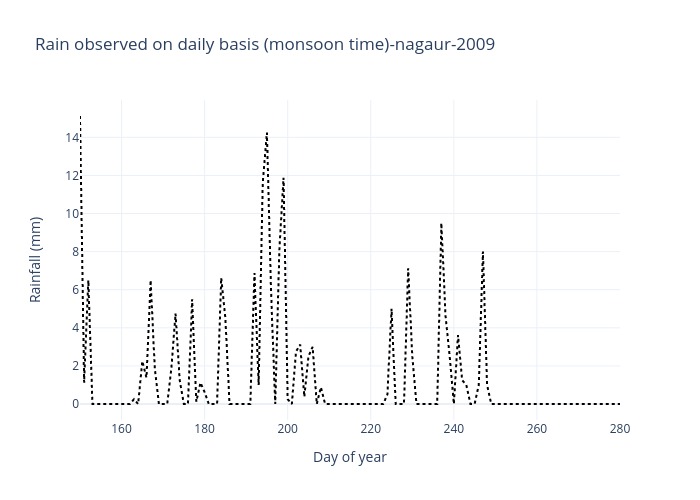 Rain observed on daily basis (monsoon time)-nagaur-2009
Rainfall (mm)
14
12
10
8
6
4
2
0
160 180 200 220 240 260 280
Day of year